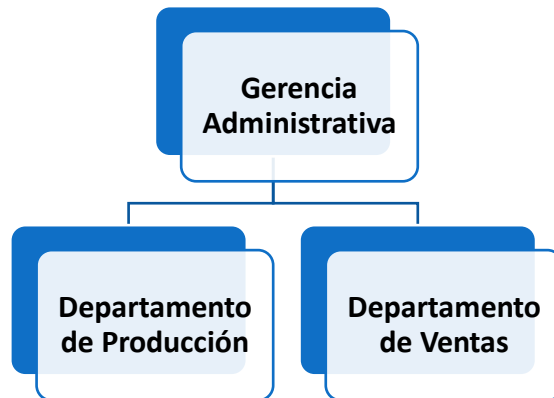 Gerencia
Administrativa
Departamento
de Producción
Departamento
de Ventas